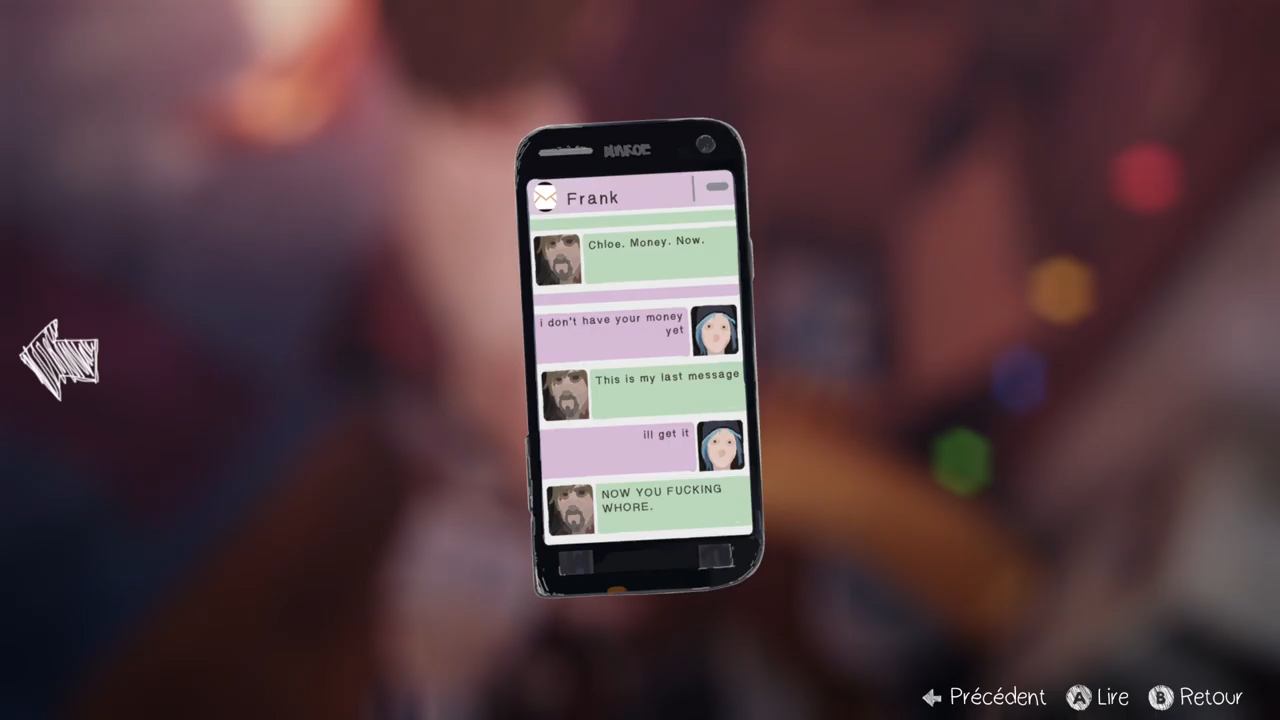 Frank
Chloe. Money. Now.
i don't have your money
yet
This is my last message
ill get it
NOW YOU FUCKING
WHORE.
Précédent A Lire B Retour